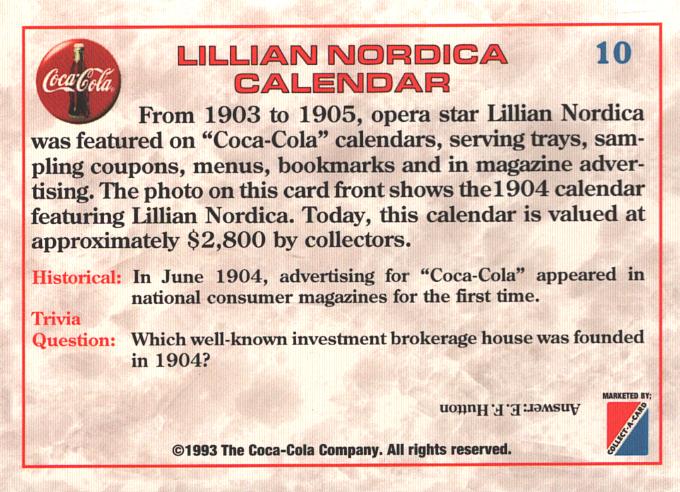 Coca-Cola
LILLIAN NORDICA
CALENDAR
10
From 1903 to 1905, opera star Lillian Nordica
was featured on “Coca-Cola” calendars, serving trays, sam-
pling coupons, menus, bookmarks and in magazine adver-
tising. The photo on this card front shows the1904 calendar
featuring Lillian Nordica. Today, this calendar is valued at
approximately $2,800 by collectors.
Historical: In June 1904, advertising for “Coca-Cola” appeared in
national consumer magazines for the first time.
Trivia
Question: Which well-known investment brokerage house was founded
in 1904?
Answer: E. F. Hutton
MARKETED BY;
COLLECT-A-CARD
©1993 The Coca-Cola Company. All rights reserved.